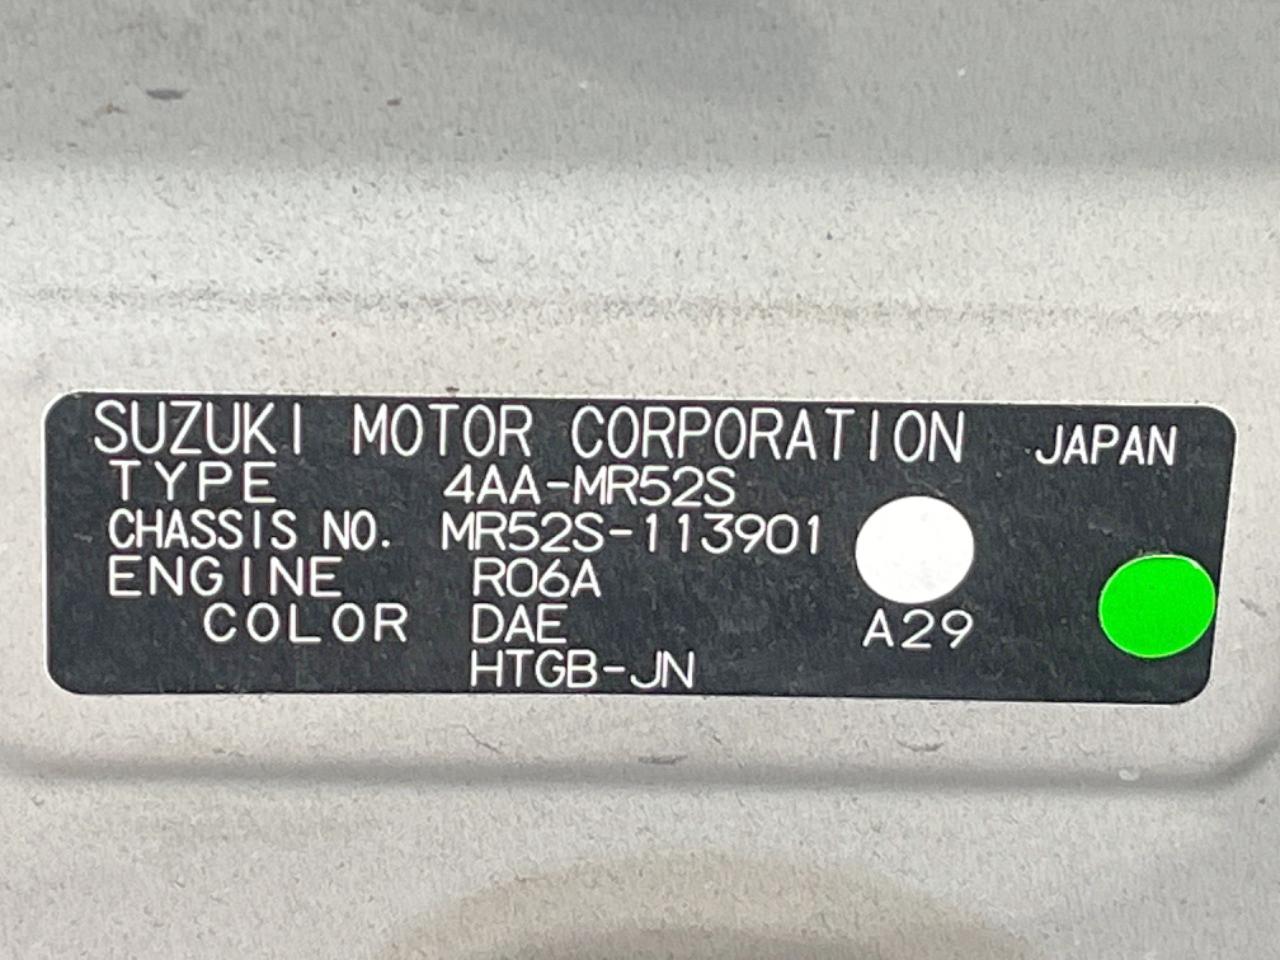 SUZUKI MOTOR CORPORATION JAPAN
TYPE 4AA-MR52S
CHASSIS NO. MR52S-113901
ENGINE R06A
COLOR DAE A29
HTGB-JN